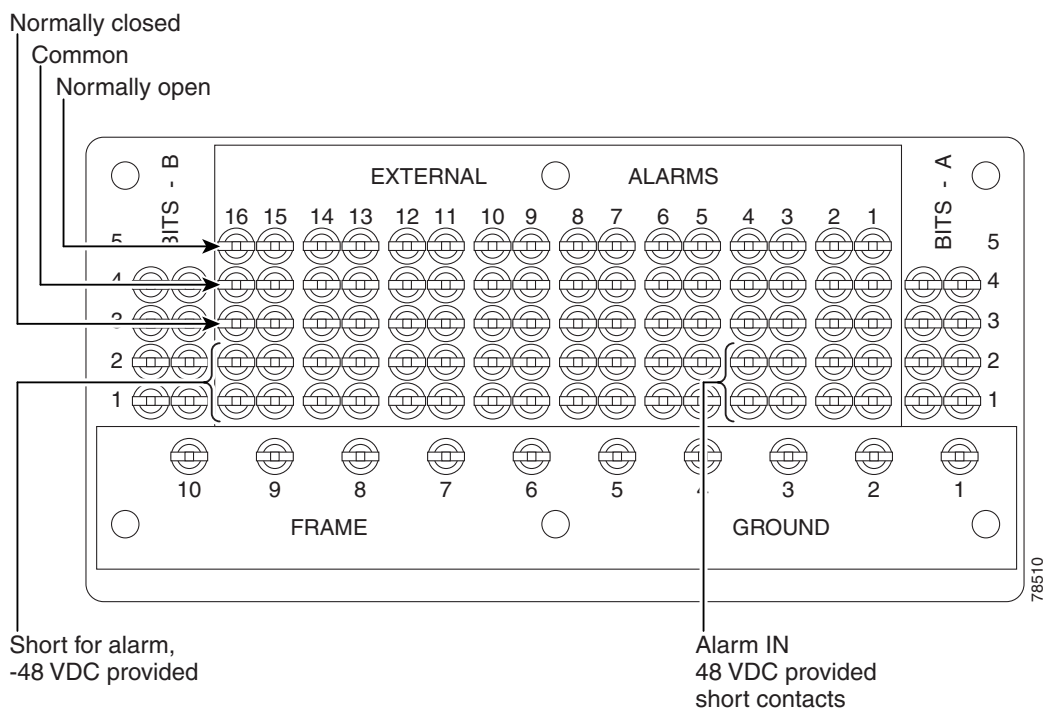 Normally closed
Common
Normally open
BITS - B
EXTERNAL ALARMS
BITS - A
16 15 14 13 12 11 10 9 8 7 6 5 4 3 2 1
5 5
4 4
3 3
2 2
1 1
10 9 8 7 6 5 4 3 2 1
FRAME GROUND
78510
Short for alarm,
-48 VDC provided
Alarm IN
48 VDC provided
short contacts